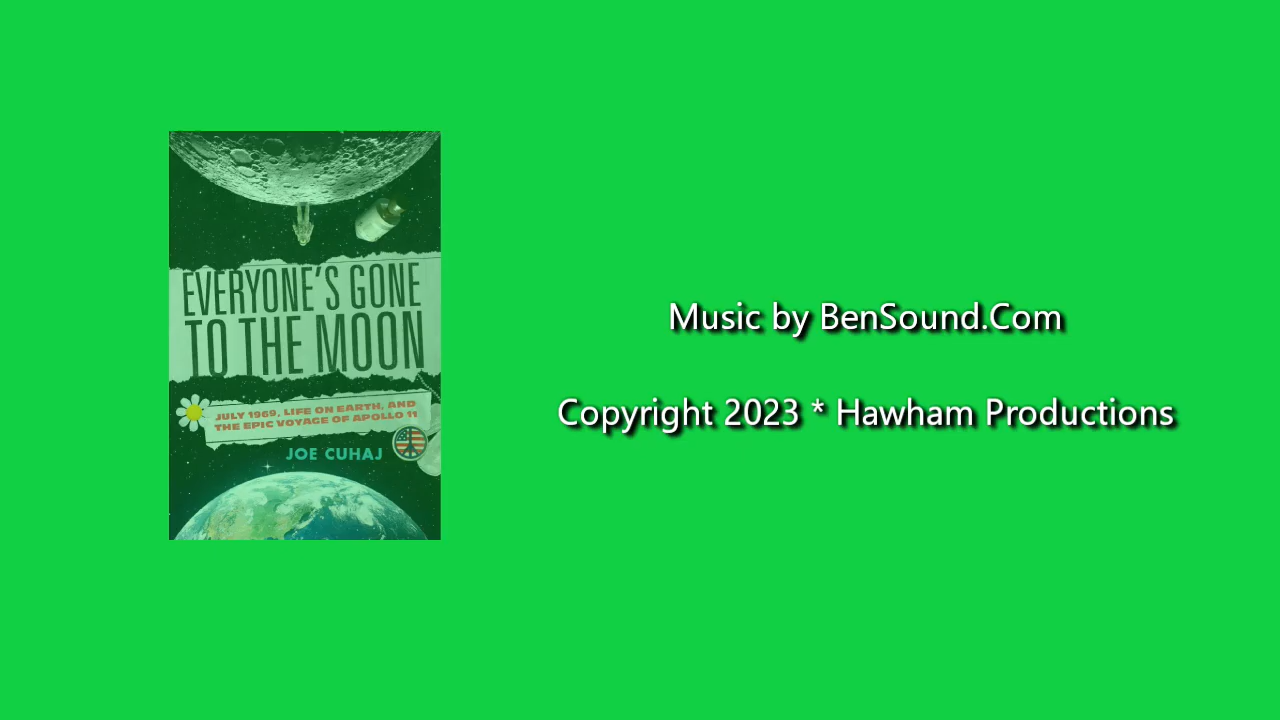 EVERYONE'S GONE
TO THE MOON
JULY 1969, LIFE ON EARTH, AND
THE EPIC VOYAGE OF APOLLO 11
JOE CUHAJ
Music by BenSound.Com
Copyright 2023 * Hawham Productions